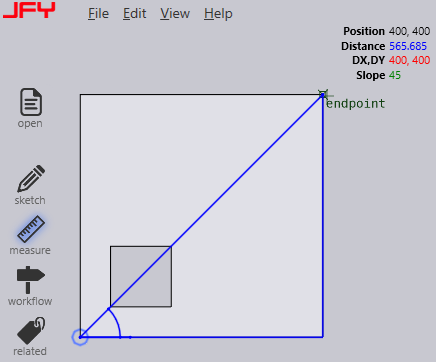 JFY
File Edit View Help
Position 400, 400
Distance 565.685
DX,DY 400, 400
Slope 45
endpoint
open
sketch
measure
workflow
related